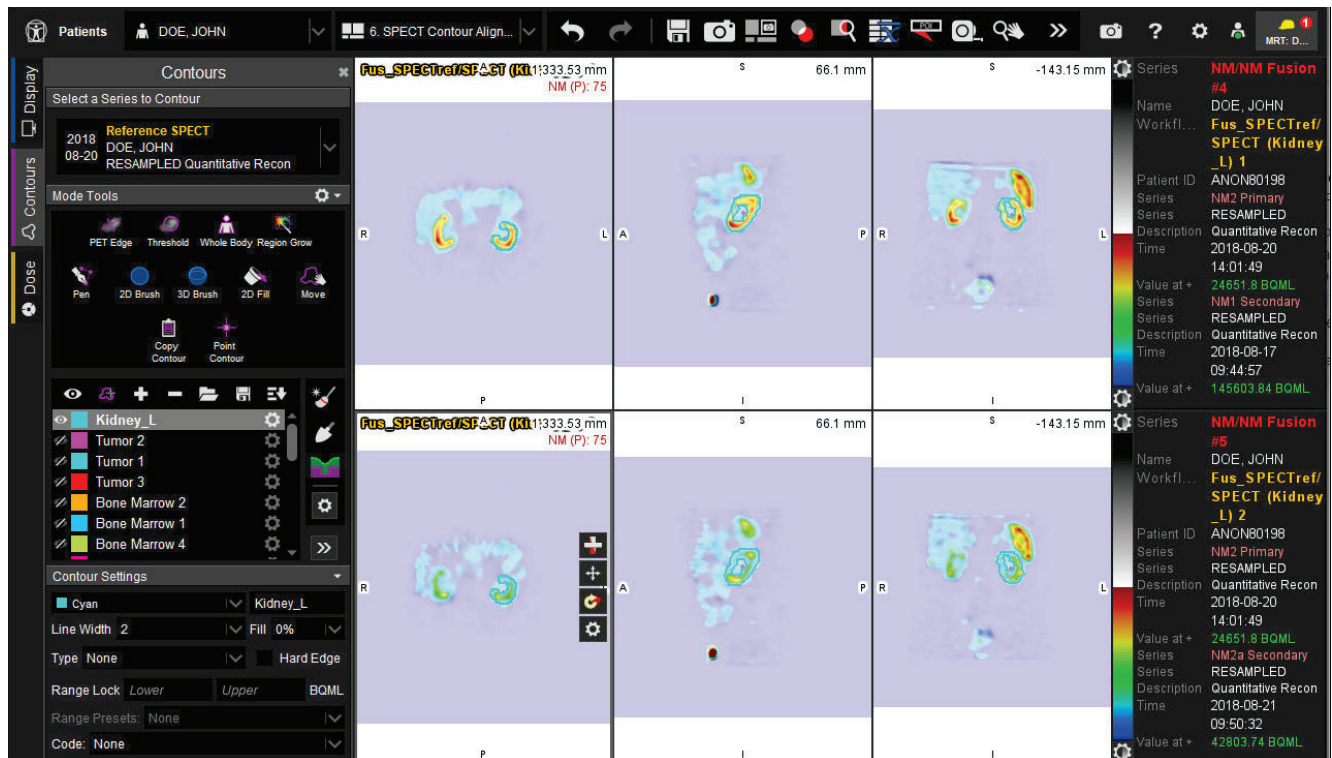 Patients
DOE, JOHN
6. SPECT Contour Align...
POI
?
1
MRT: D...
Display
Contours
Dose
Contours
Select a Series to Contour
2018
08-20
Reference SPECT
DOE, JOHN
RESAMPLED Quantitative Recon
Mode Tools
PET Edge Threshold Whole Body Region Grow
Pen 2D Brush 3D Brush 2D Fill Move
Copy Contour Point Contour
Kidney_L
Tumor 2
Tumor 1
Tumor 3
Bone Marrow 2
Bone Marrow 1
Bone Marrow 4
Contour Settings
Cyan Kidney_L
Line Width 2 Fill 0%
Type None Hard Edge
Range Lock Lower Upper BQML
Range Presets: None
Code: None
333.53 mm
NM (P): 75
R L
P
S 66.1 mm
A P
I
S -143.15 mm
R L
I
333.53 mm
NM (P): 75
R
P
S 66.1 mm
A P
I
S -143.15 mm
R L
I
Series NM/NM Fusion
#4
Name DOE, JOHN
Workfl... Fus_SPECTref/
SPECT (Kidney
_L) 1
Patient ID ANON80198
Series NM2 Primary
Series RESAMPLED
Description Quantitative Recon
Time 2018-08-20
14:01:49
Value at + 24651.8 BQML
Series NM1 Secondary
Series RESAMPLED
Description Quantitative Recon
Time 2018-08-17
09:44:57
Value at + 145603.84 BQML
Series NM/NM Fusion
#5
Name DOE, JOHN
Workfl... Fus_SPECTref/
SPECT (Kidney
_L) 2
Patient ID ANON80198
Series NM2 Primary
Series RESAMPLED
Description Quantitative Recon
Time 2018-08-20
14:01:49
Value at + 24651.8 BQML
Series NM2a Secondary
Series RESAMPLED
Description Quantitative Recon
Time 2018-08-21
09:50:32
Value at + 42803.74 BQML